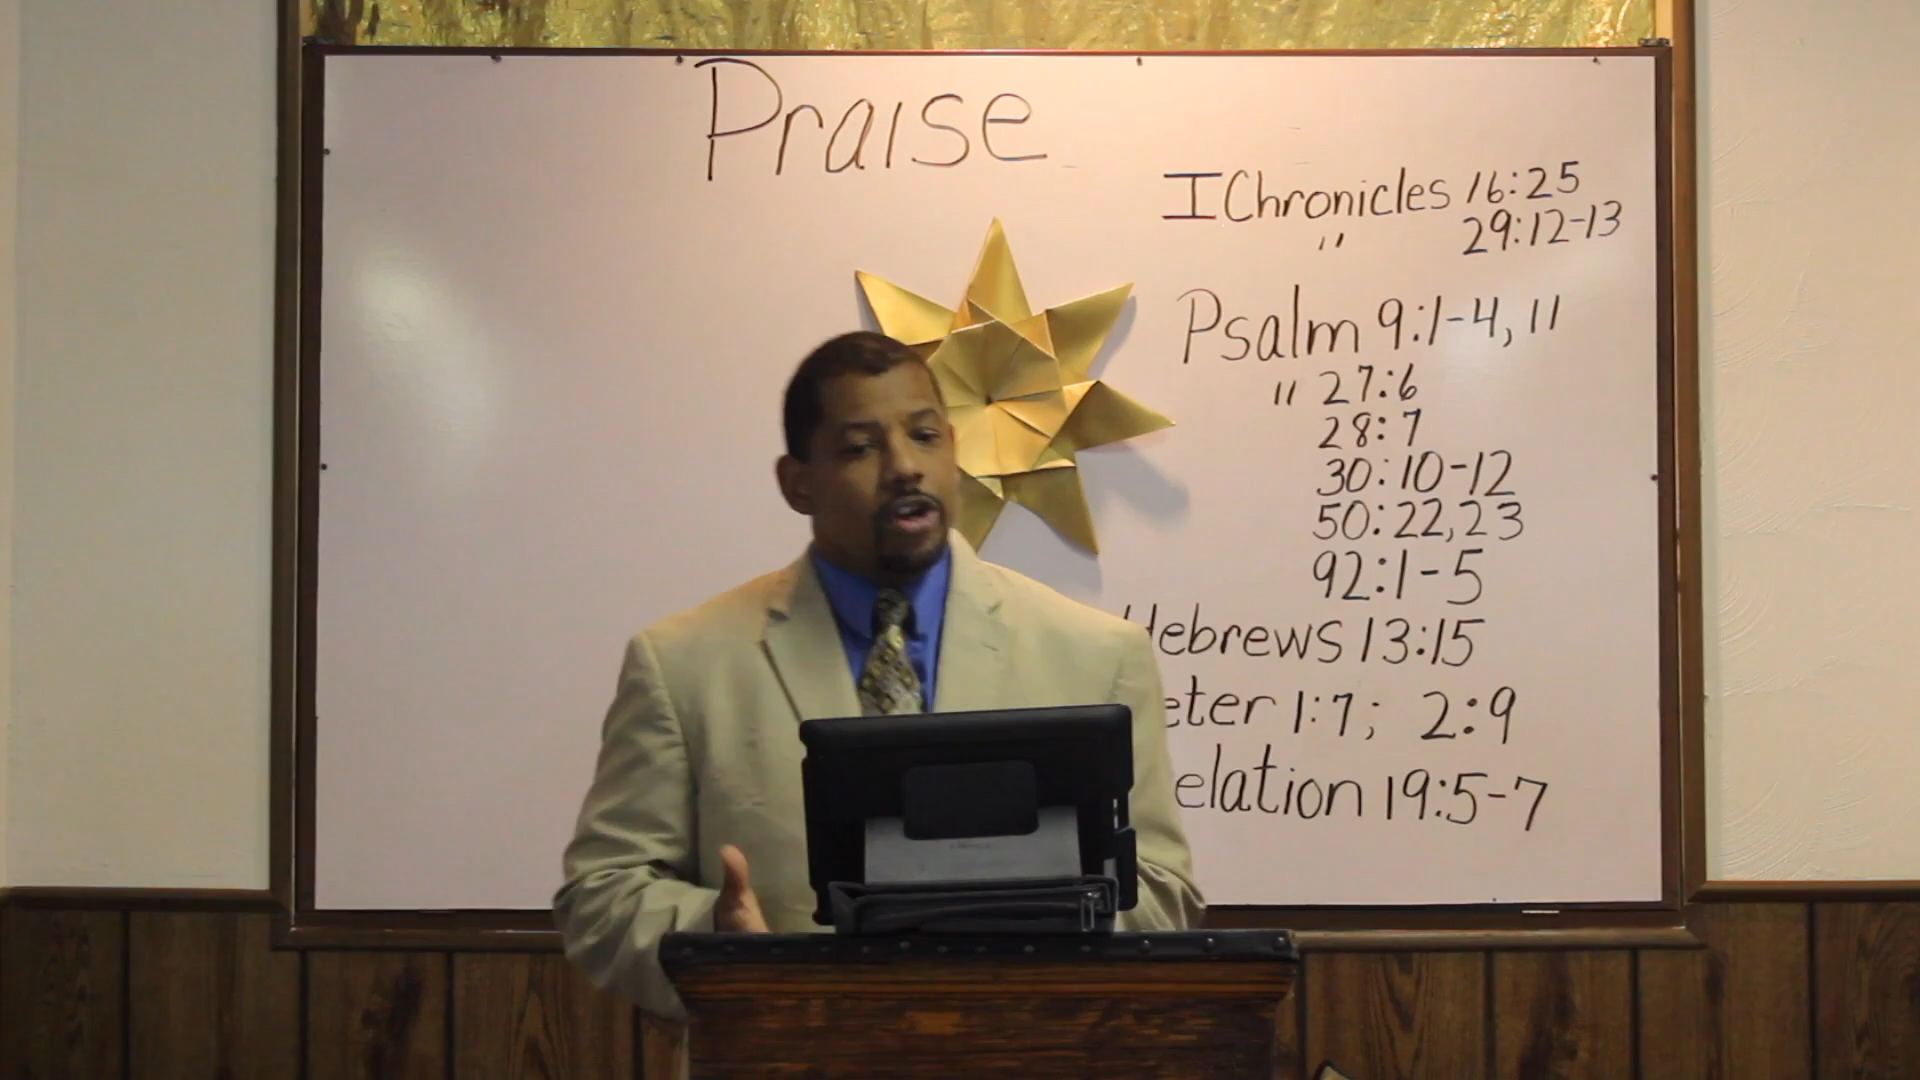 Praise
I Chronicles 16:25
" 29:12-13
Psalm 9:1-4, 11
" 27:6
28:7
30:10-12
50:22,23
92:1-5
Hebrews 13:15
eter 1:7; 2:9
elation 19:5-7